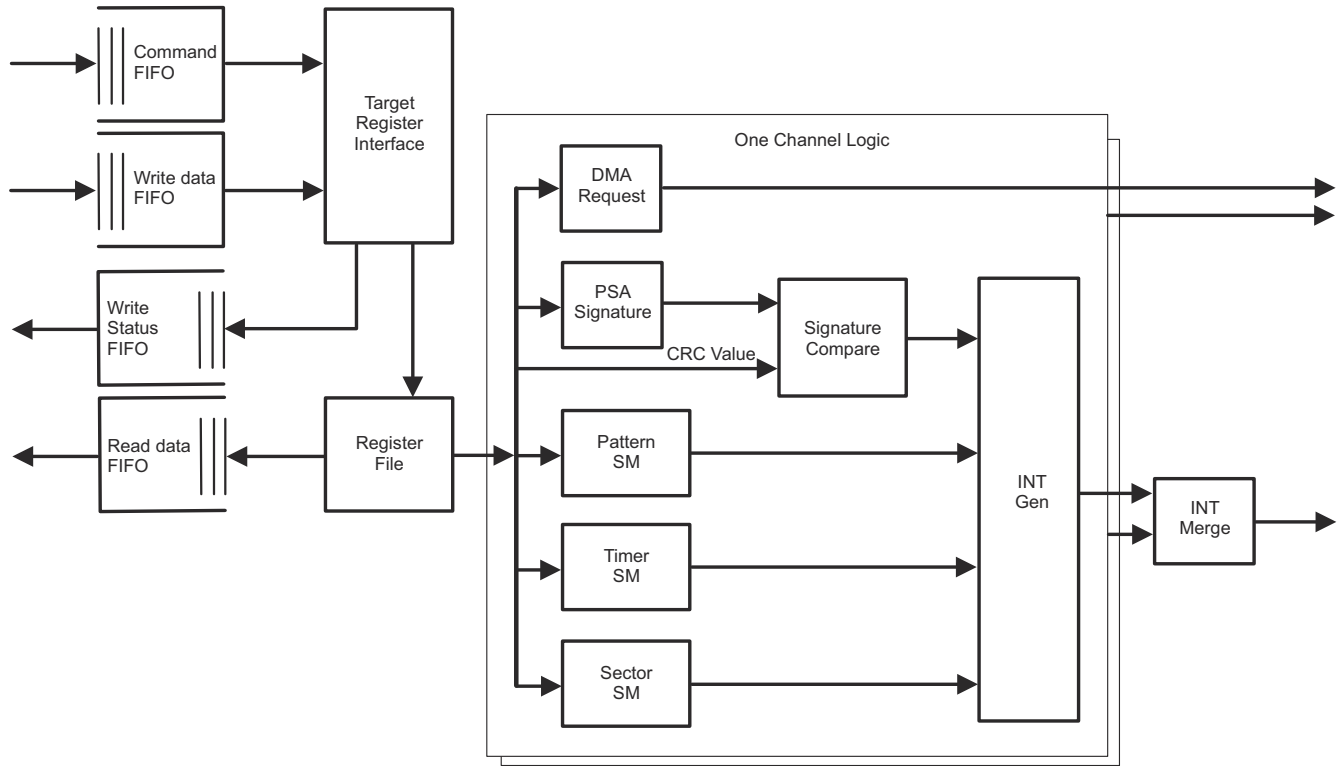 Command
FIFO
Target
Register
Interface
Write data
FIFO
One Channel Logic
DMA
Request
Write
Status
FIFO
PSA
Signature
Signature
Compare
CRC Value
Read data
FIFO
Register
File
Pattern
SM
INT
Gen
INT
Merge
Timer
SM
Sector
SM